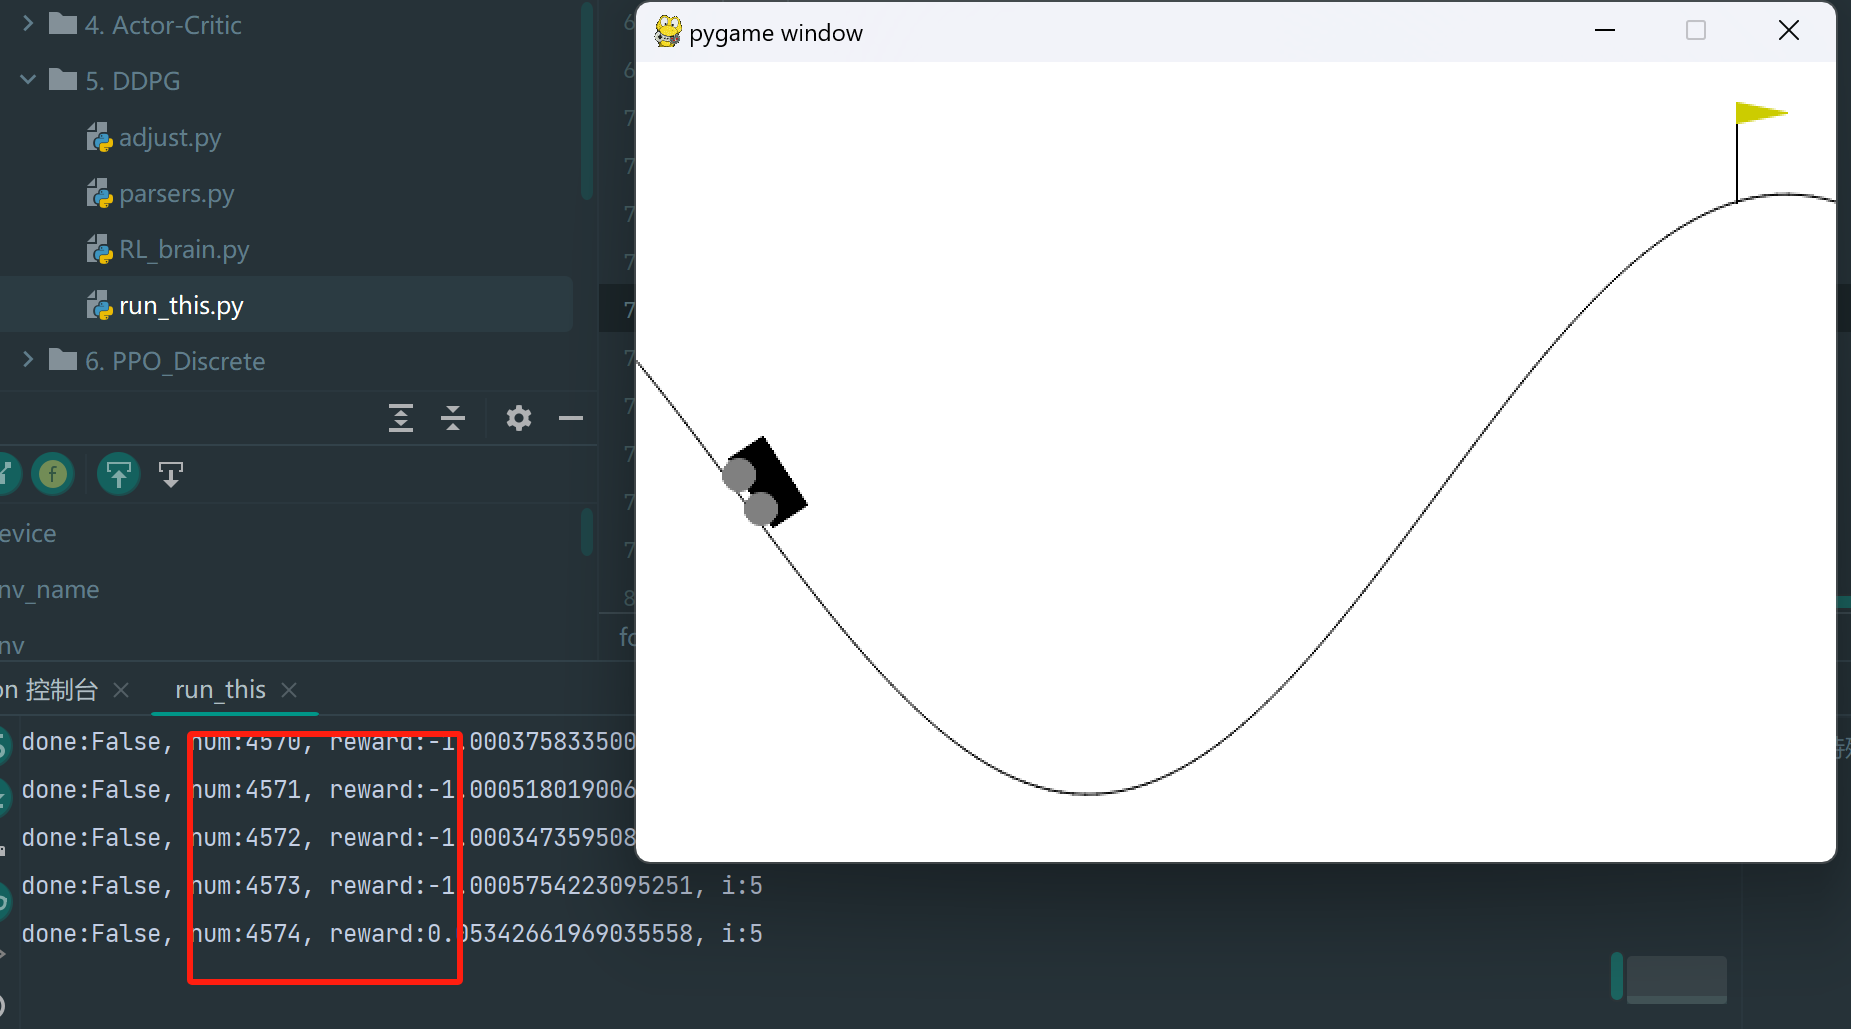 4. Actor-Critic
5. DDPG
adjust.py
parsers.py
RL_brain.py
run_this.py
6. PPO_Discrete
pygame window
f
evice
nv_name
nv
on 控制台
run_this
done:False, num:4570, reward:-1.000375833500
done:False, num:4571, reward:-1.000518019006
done:False, num:4572, reward:-1.000347359508
done:False, num:4573, reward:-1.0005754223095251, i:5
done:False, num:4574, reward:0.05342661969035558, i:5